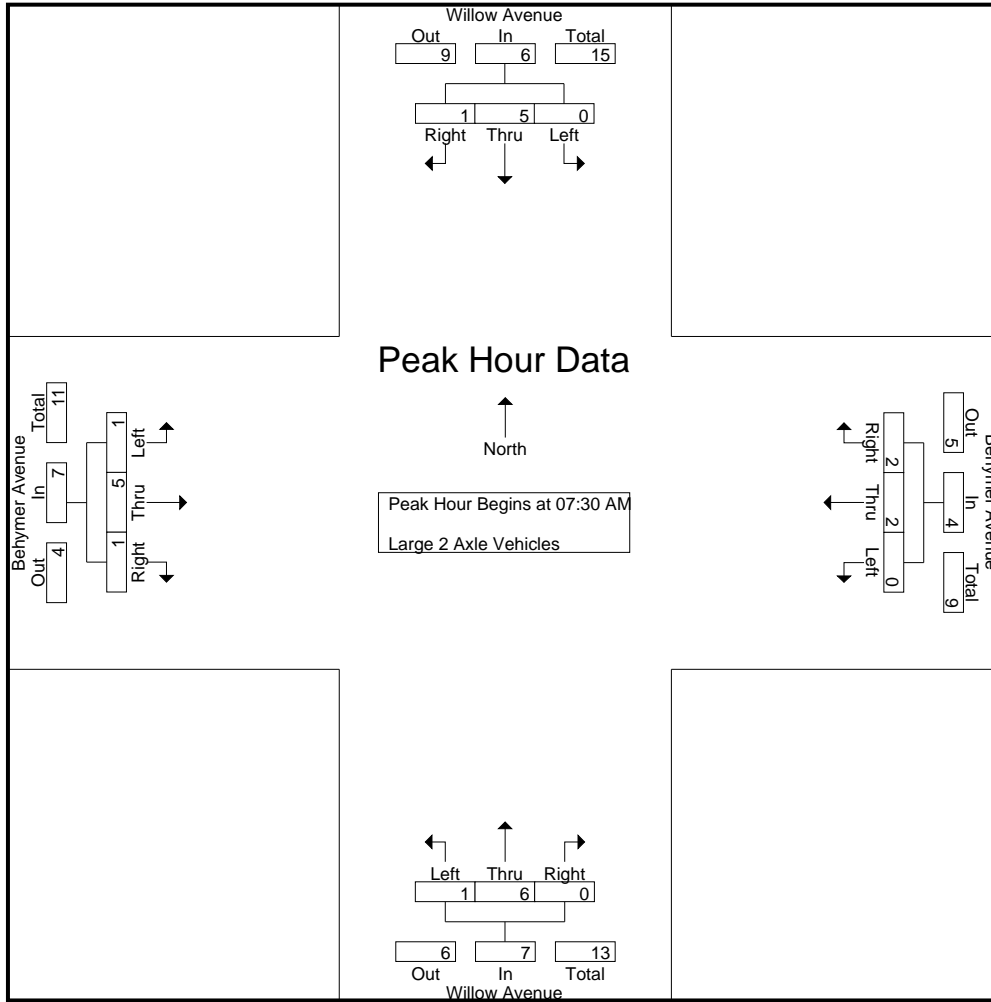 Willow Avenue
Out In Total
9 6 15
1 5 0
Right Thru Left
Peak Hour Data
North
Peak Hour Begins at 07:30 AM
Large 2 Axle Vehicles
Behymer Avenue
Out In Total
4 7 11
1 5 1
Right Thru Left
Behymer Avenue
Out In Total
5 4 9
2 2 0
Right Thru Left
Left Thru Right
1 6 0
6 7 13
Out In Total
Willow Avenue